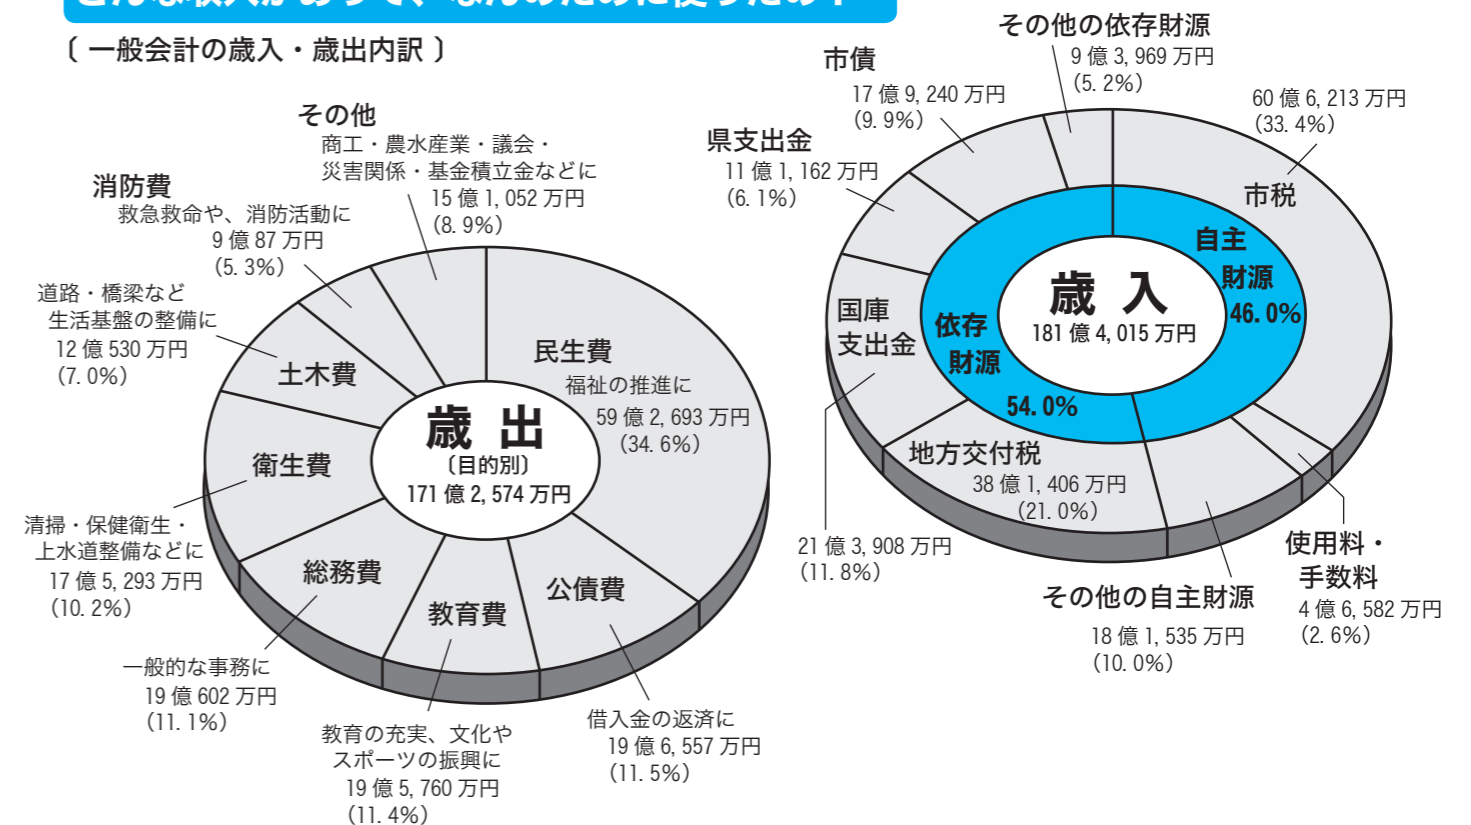 〔 一般会計の歳入・歳出内訳 〕
その他
商工・農水産業・議会・
災害関係・基金積立金などに
15 億 1, 052 万円
（8. 9%）
消防費
救急救命や、消防活動に
9 億 87 万円
（5. 3%）
道路・橋梁など
生活基盤の整備に
12 億 530 万円
（7. 0%）
土木費
民生費
福祉の推進に
59 億 2, 693 万円
（34. 6%）
歳 出
〔目的別〕
171 億 2, 574 万円
衛生費
清掃・保健衛生・
上水道整備などに
17 億 5, 293 万円
（10. 2%）
総務費
一般的な事務に
19 億 602 万円
（11. 1%）
教育費
教育の充実、文化や
スポーツの振興に
19 億 5, 760 万円
（11. 4%）
公債費
借入金の返済に
19 億 6, 557 万円
（11. 5%）
その他の依存財源
9 億 3, 969 万円
（5. 2%）
市債
17 億 9, 240 万円
（9. 9%）
県支出金
11 億 1, 162 万円
（6. 1%）
60 億 6, 213 万円
（33. 4%）
市税
自主
財源
46. 0%
歳 入
181 億 4, 015 万円
依存
財源
54. 0%
国庫
支出金
21 億 3, 908 万円
（11. 8%）
地方交付税
38 億 1, 406 万円
（21. 0%）
その他の自主財源
18 億 1, 535 万円
（10. 0%）
使用料・
手数料
4 億 6, 582 万円
（2. 6%）